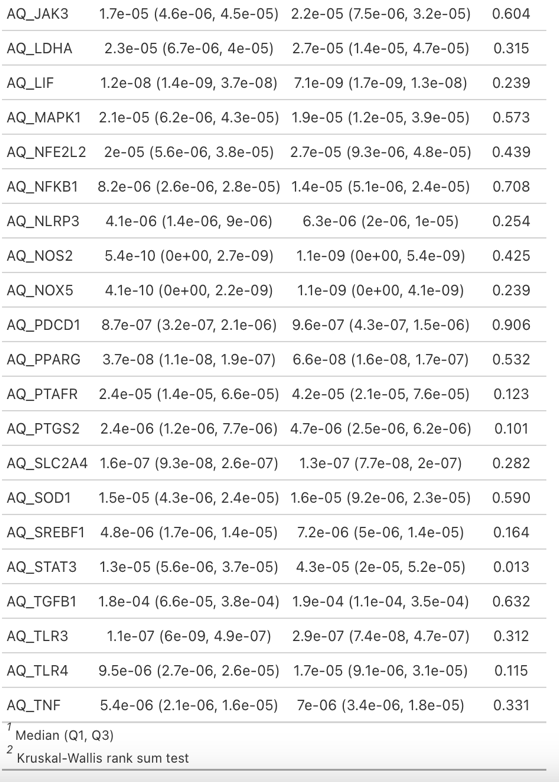 AQ_JAK3 1.7e-05 (4.6e-06, 4.5e-05) 2.2e-05 (7.5e-06, 3.2e-05) 0.604
AQ_LDHA 2.3e-05 (6.7e-06, 4e-05) 2.7e-05 (1.4e-05, 4.7e-05) 0.315
AQ_LIF 1.2e-08 (1.4e-09, 3.7e-08) 7.1e-09 (1.7e-09, 1.3e-08) 0.239
AQ_MAPK1 2.1e-05 (6.2e-06, 4.3e-05) 1.9e-05 (1.2e-05, 3.9e-05) 0.573
AQ_NFE2L2 2e-05 (5.6e-06, 3.8e-05) 2.7e-05 (9.3e-06, 4.8e-05) 0.439
AQ_NFKB1 8.2e-06 (2.6e-06, 2.8e-05) 1.4e-05 (5.1e-06, 2.4e-05) 0.708
AQ_NLRP3 4.1e-06 (1.4e-06, 9e-06) 6.3e-06 (2e-06, 1e-05) 0.254
AQ_NOS2 5.4e-10 (0e+00, 2.7e-09) 1.1e-09 (0e+00, 5.4e-09) 0.425
AQ_NOX5 4.1e-10 (0e+00, 2.2e-09) 1.1e-09 (0e+00, 4.1e-09) 0.239
AQ_PDCD1 8.7e-07 (3.2e-07, 2.1e-06) 9.6e-07 (4.3e-07, 1.5e-06) 0.906
AQ_PPARG 3.7e-08 (1.1e-08, 1.9e-07) 6.6e-08 (1.6e-08, 1.7e-07) 0.532
AQ_PTAFR 2.4e-05 (1.4e-05, 6.6e-05) 4.2e-05 (2.1e-05, 7.6e-05) 0.123
AQ_PTGS2 2.4e-06 (1.2e-06, 7.7e-06) 4.7e-06 (2.5e-06, 6.2e-06) 0.101
AQ_SLC2A4 1.6e-07 (9.3e-08, 2.6e-07) 1.3e-07 (7.7e-08, 2e-07) 0.282
AQ_SOD1 1.5e-05 (4.3e-06, 2.4e-05) 1.6e-05 (9.2e-06, 2.3e-05) 0.590
AQ_SREBF1 4.8e-06 (1.7e-06, 1.4e-05) 7.2e-06 (5e-06, 1.4e-05) 0.164
AQ_STAT3 1.3e-05 (5.6e-06, 3.7e-05) 4.3e-05 (2e-05, 5.2e-05) 0.013
AQ_TGFB1 1.8e-04 (6.6e-05, 3.8e-04) 1.9e-04 (1.1e-04, 3.5e-04) 0.632
AQ_TLR3 1.1e-07 (6e-09, 4.9e-07) 2.9e-07 (7.4e-08, 4.7e-07) 0.312
AQ_TLR4 9.5e-06 (2.7e-06, 2.6e-05) 1.7e-05 (9.1e-06, 3.1e-05) 0.115
AQ_TNF 5.4e-06 (2.1e-06, 1.6e-05) 7e-06 (3.4e-06, 1.8e-05) 0.331
1 Median (Q1, Q3)
2 Kruskal-Wallis rank sum test